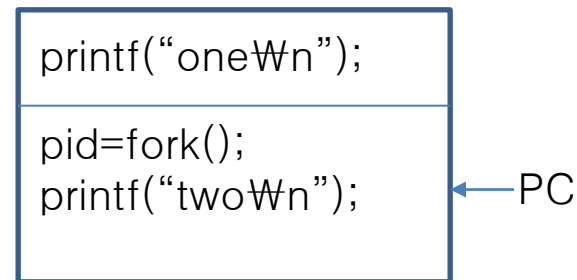 printf(“one₩n”);
pid=fork();
printf(“two₩n”);
PC